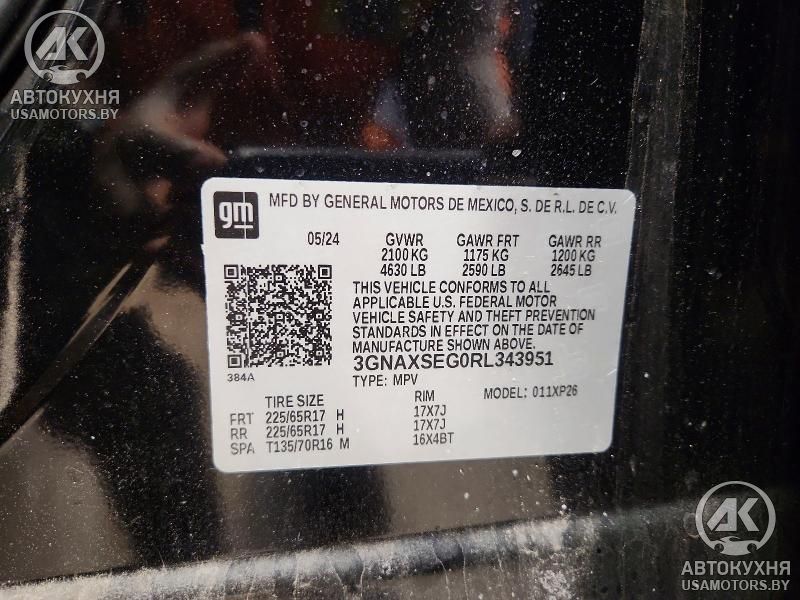 AK
АВТОКУХНЯ
USAMOTORS.BY
gm
MFD BY GENERAL MOTORS DE MEXICO, S. DE R.L. DE C.V.
05/24 GVWR GAWR FRT GAWR RR
2100 KG 1175 KG 1200 KG
4630 LB 2590 LB 2645 LB
THIS VEHICLE CONFORMS TO ALL
APPLICABLE U.S. FEDERAL MOTOR
VEHICLE SAFETY AND THEFT PREVENTION
STANDARDS IN EFFECT ON THE DATE OF
MANUFACTURE SHOWN ABOVE.
3GNAXSEG0RL343951
384A
TYPE: MPV MODEL: 011XP26
TIRE SIZE RIM
FRT 225/65R17 H 17X7J
RR 225/65R17 H 17X7J
SPA T135/70R16 M 16X4BT
AK
АВТОКУХНЯ
USAMOTORS.BY